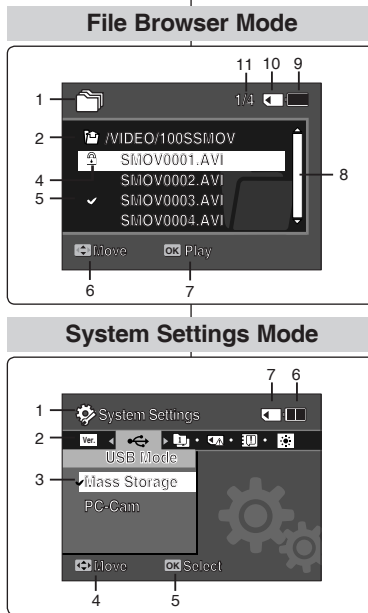 File Browser Mode
11 10 9
1 1/4
2 /VIDEO/100SSMOV
4 SMOV0001.AVI
SMOV0002.AVI 8
5 SMOV0003.AVI
SMOV0004.AVI
Move OK Play
6 7
System Settings Mode
7 6
1 System Settings
2 Ver.
USB Mode
3 Mass Storage
PC-Cam
Move OK Select
4 5